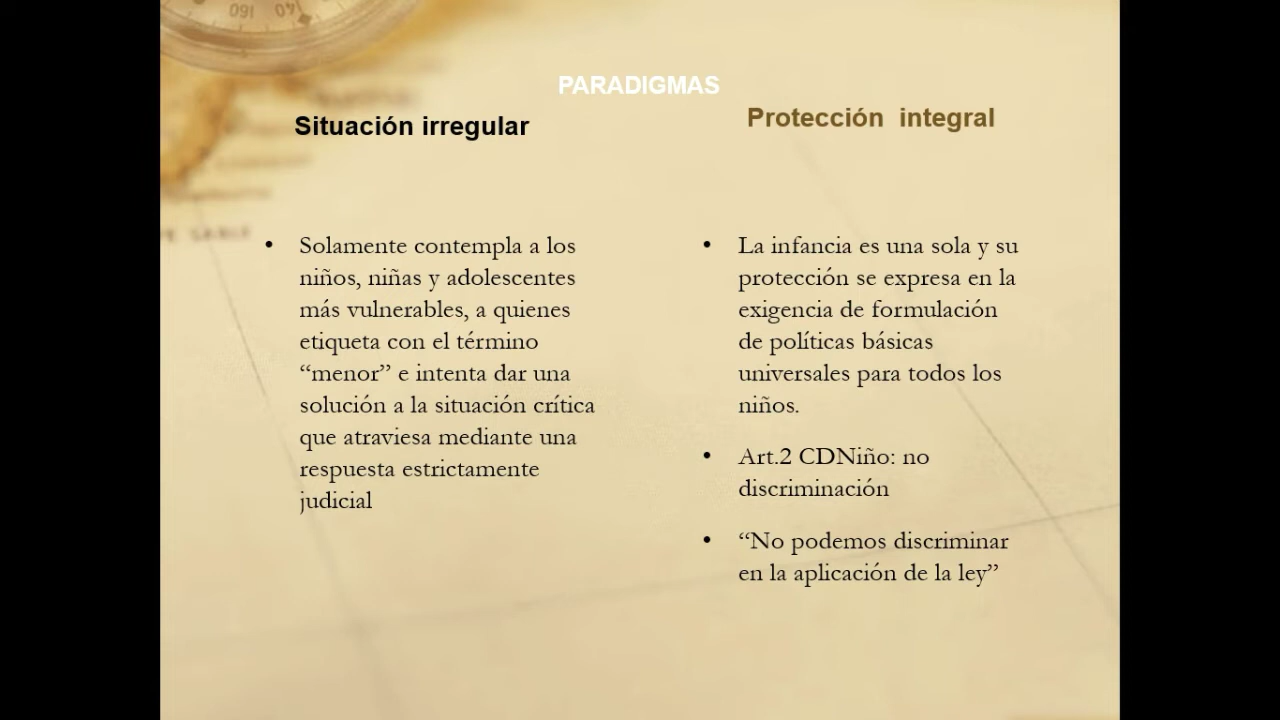 PARADIGMAS
Situación irregular
Protección integral
• Solamente contempla a los
niños, niñas y adolescentes
más vulnerables, a quienes
etiqueta con el término
“menor” e intenta dar una
solución a la situación crítica
que atraviesa mediante una
respuesta estrictamente
judicial
• La infancia es una sola y su
protección se expresa en la
exigencia de formulación
de políticas básicas
universales para todos los
niños.
• Art.2 CDNiño: no
discriminación
• “No podemos discriminar
en la aplicación de la ley”